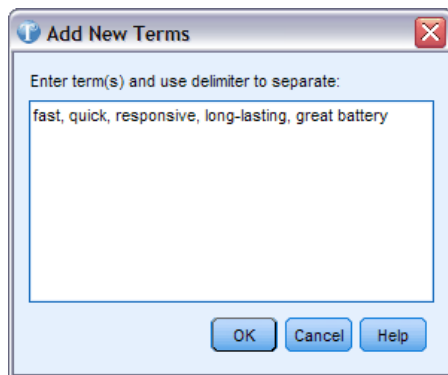 Add New Terms
Enter term(s) and use delimiter to separate:
fast, quick, responsive, long-lasting, great battery
OK Cancel Help